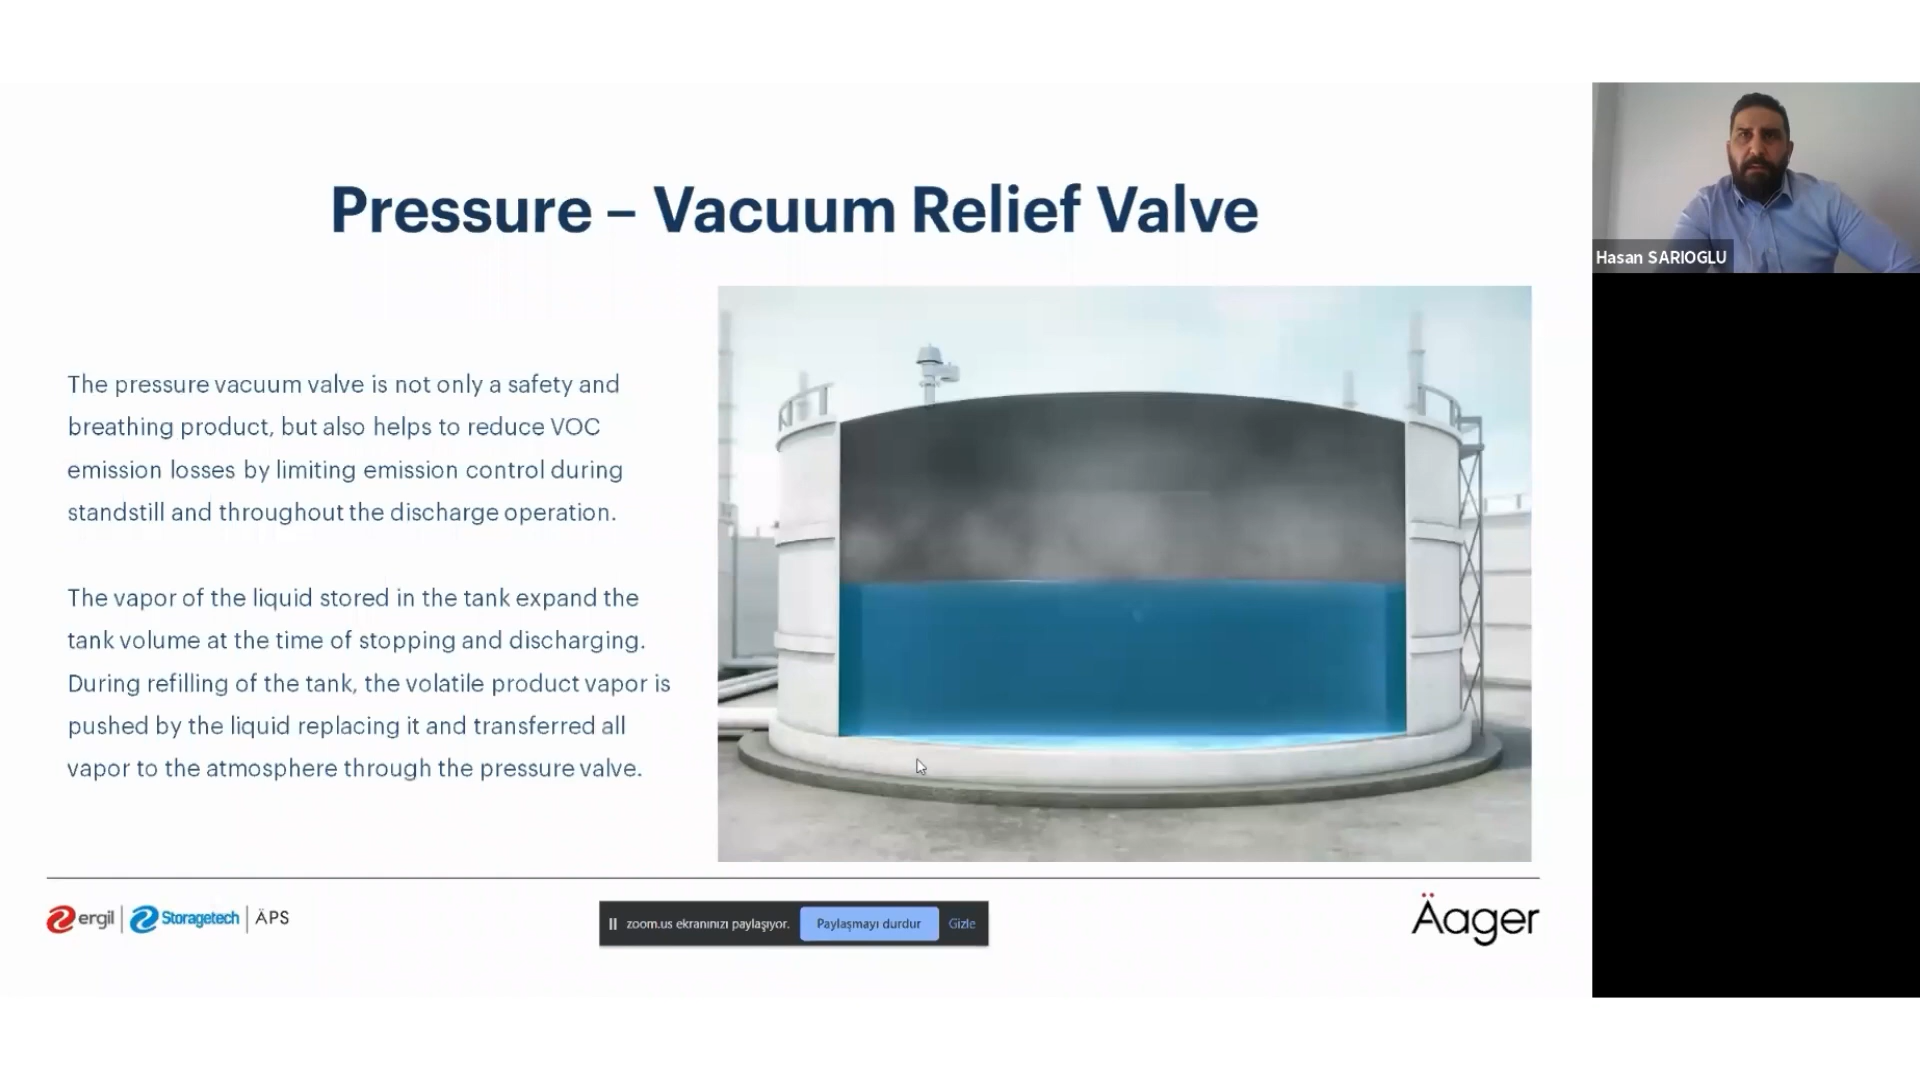 Pressure – Vacuum Relief Valve
Hasan SARIOGLU
The pressure vacuum valve is not only a safety and
breathing product, but also helps to reduce VOC
emission losses by limiting emission control during
standstill and throughout the discharge operation.
The vapor of the liquid stored in the tank expand the
tank volume at the time of stopping and discharging.
During refilling of the tank, the volatile product vapor is
pushed by the liquid replacing it and transferred all
vapor to the atmosphere through the pressure valve.
ergil Storagetech ÄPS
zoom.us ekranınızı paylaşıyor. Paylaşmayı durdur Gizle
Äager